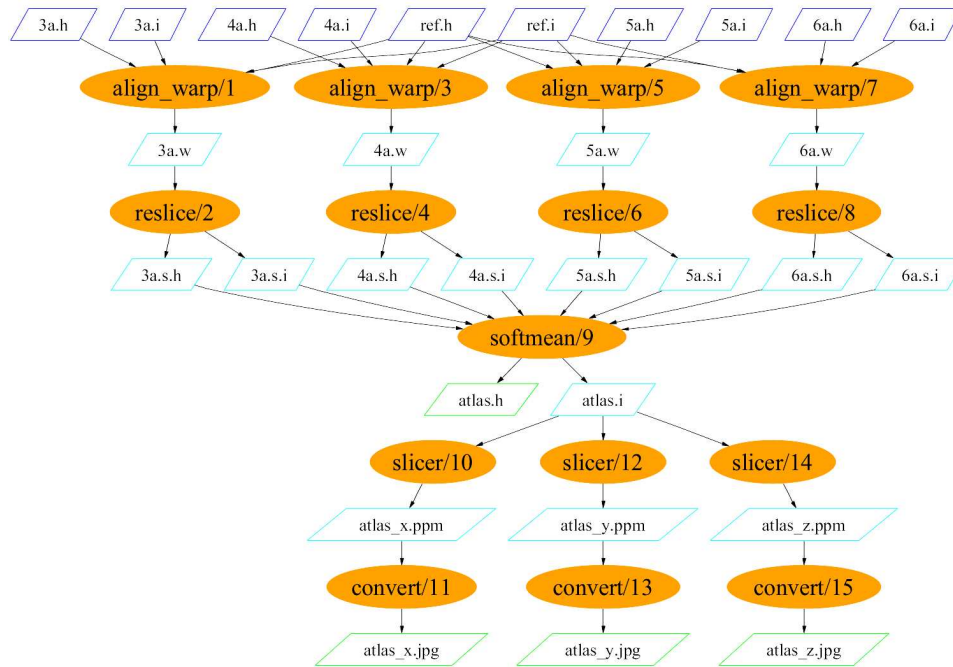 3a.h 3a.i 4a.h 4a.i ref.h ref.i 5a.h 5a.i 6a.h 6a.i
align_warp/1 align_warp/3 align_warp/5 align_warp/7
3a.w 4a.w 5a.w 6a.w
reslice/2 reslice/4 reslice/6 reslice/8
3a.s.h 3a.s.i 4a.s.h 4a.s.i 5a.s.h 5a.s.i 6a.s.h 6a.s.i
softmean/9
atlas.h atlas.i
slicer/10 slicer/12 slicer/14
atlas_x.ppm atlas_y.ppm atlas_z.ppm
convert/11 convert/13 convert/15
atlas_x.jpg atlas_y.jpg atlas_z.jpg